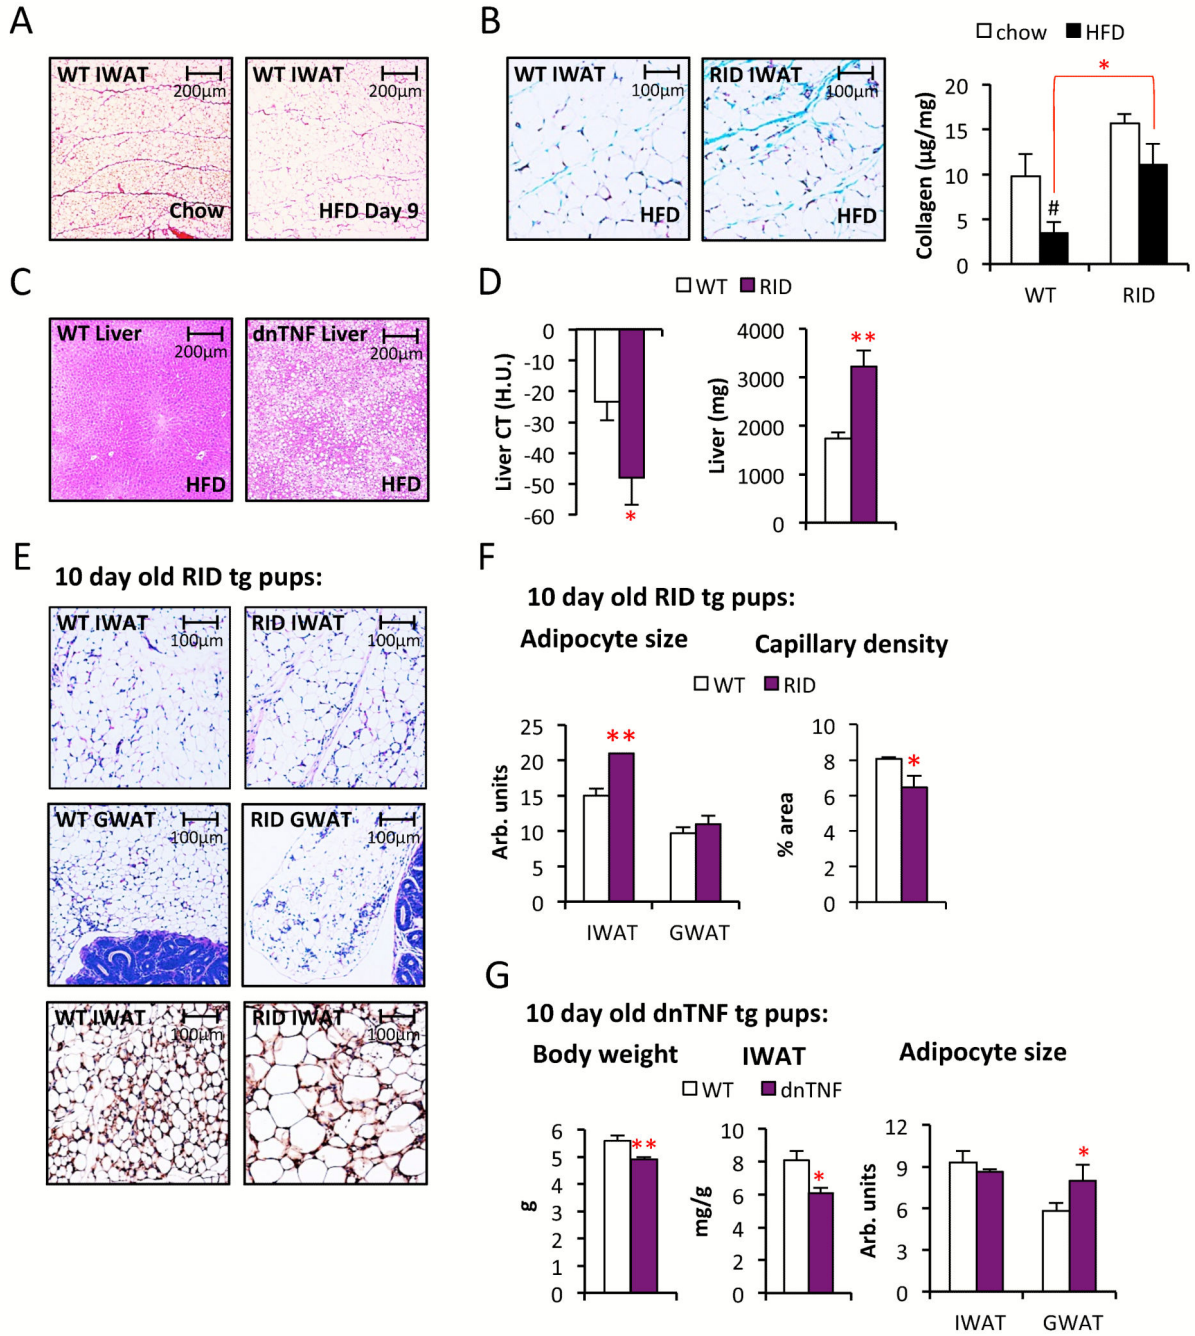 A
WT IWAT
200µm
Chow
WT IWAT
200µm
HFD Day 9
B
WT IWAT
100µm
HFD
RID IWAT
100µm
HFD
chow HFD
Collagen (µg/mg)
20
15
10
5
0
*
#
WT RID
C
WT Liver
200µm
HFD
dnTNF Liver
200µm
HFD
D
WT RID
Liver CT (H.U.)
0
-10
-20
-30
-40
-50
-60
*
Liver (mg)
4000
3000
2000
1000
0
**
E
10 day old RID tg pups:
WT IWAT
100µm
RID IWAT
100µm
WT GWAT
100µm
RID GWAT
100µm
WT IWAT
100µm
RID IWAT
100µm
F
10 day old RID tg pups:
Adipocyte size
Capillary density
WT RID
Arb. units
25
20
15
10
5
0
**
IWAT GWAT
% area
10
8
6
4
2
0
*
G
10 day old dnTNF tg pups:
Body weight
IWAT
Adipocyte size
WT dnTNF
g
6
5
4
3
2
1
0
**
mg/g
10
8
6
4
2
0
*
Arb. units
12
9
6
3
0
*
IWAT GWAT